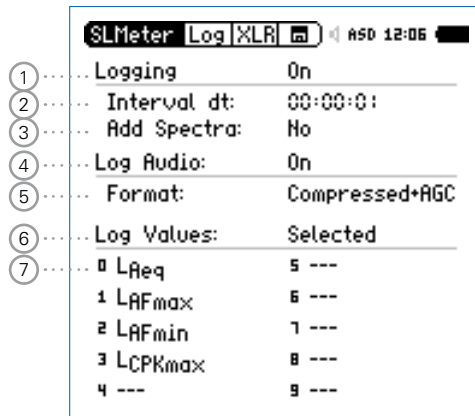 SLMeter Log XLR ASD 12:06
1 Logging On
2 Interval dt: 00:00:01
3 Add Spectra: No
4 Log Audio: On
5 Format: Compressed+AGC
6 Log Values: Selected
7 0 LAeq 5 ---
1 LAFmax 6 ---
2 LAFmin 7 ---
3 LCPKmax 8 ---
4 --- 9 ---